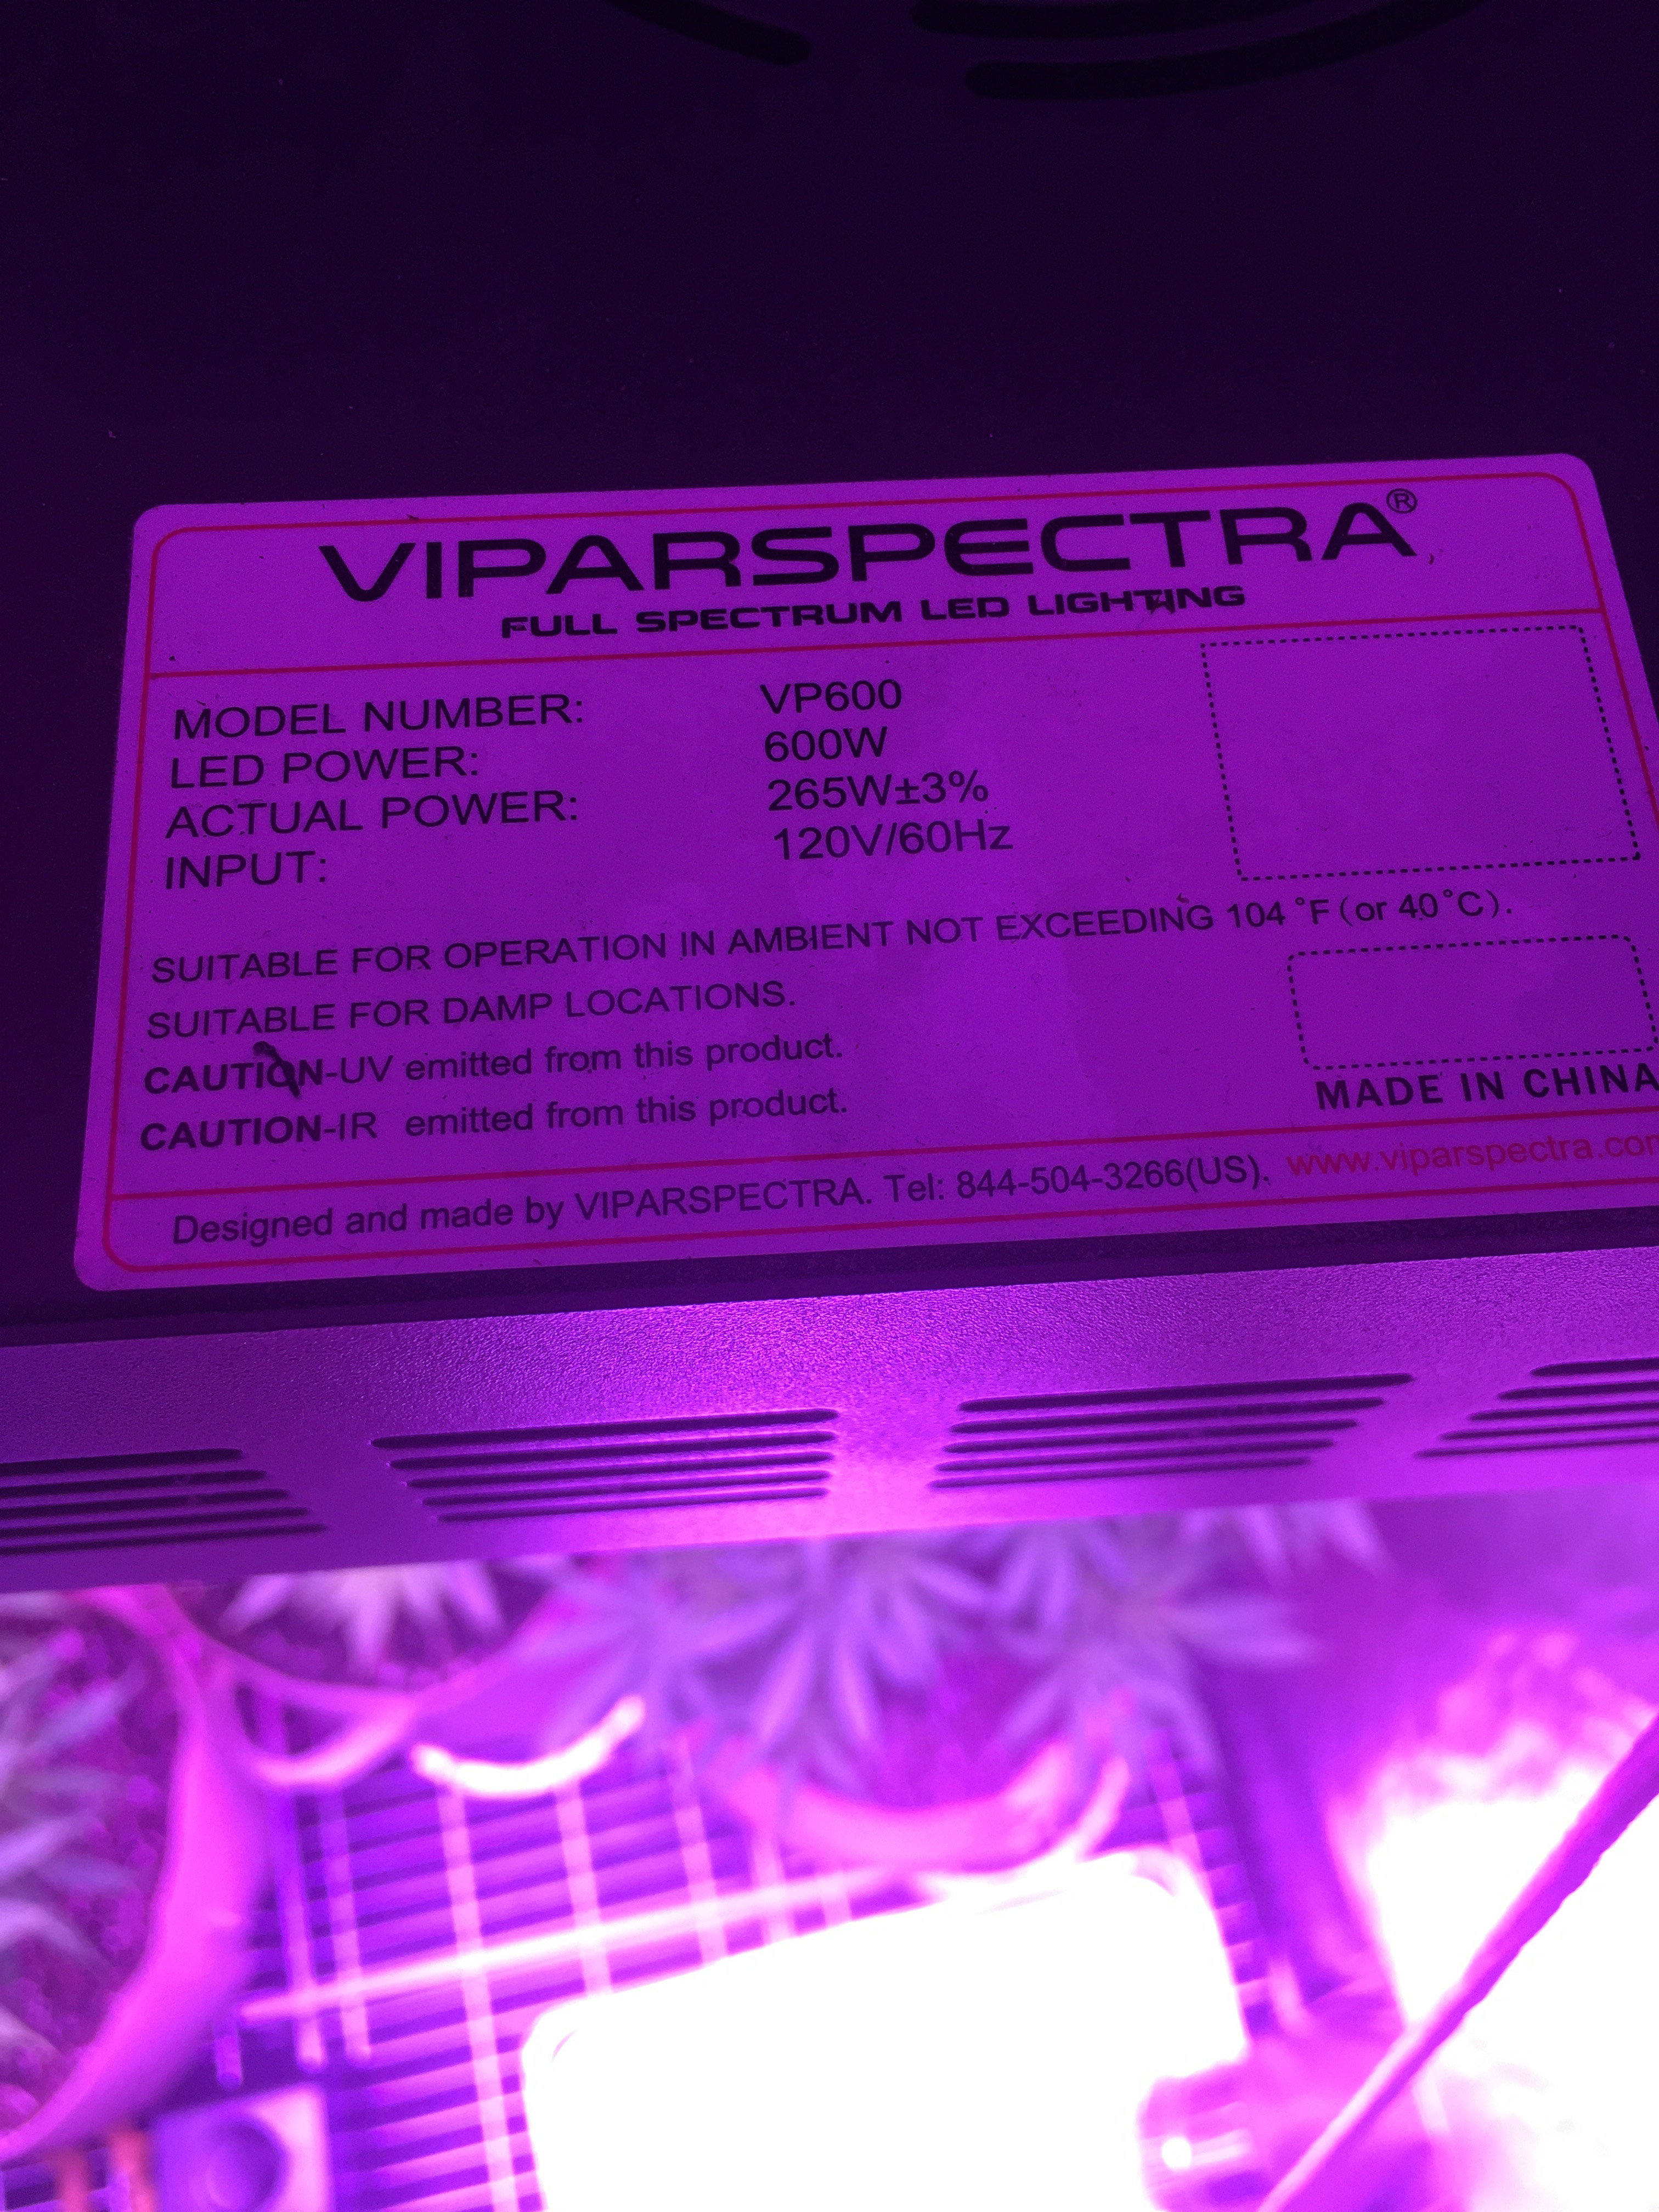 VIPARSPECTRA®
FULL SPECTRUM LED LIGHTING
MODEL NUMBER: VP600
LED POWER: 600W
ACTUAL POWER: 265W±3%
INPUT: 120V/60Hz
SUITABLE FOR OPERATION IN AMBIENT NOT EXCEEDING 104°F(or 40°C).
SUITABLE FOR DAMP LOCATIONS.
CAUTION-UV emitted from this product.
CAUTION-IR emitted from this product.
MADE IN CHINA
Designed and made by VIPARSPECTRA. Tel: 844-504-3266(US). www.viparspectra.com